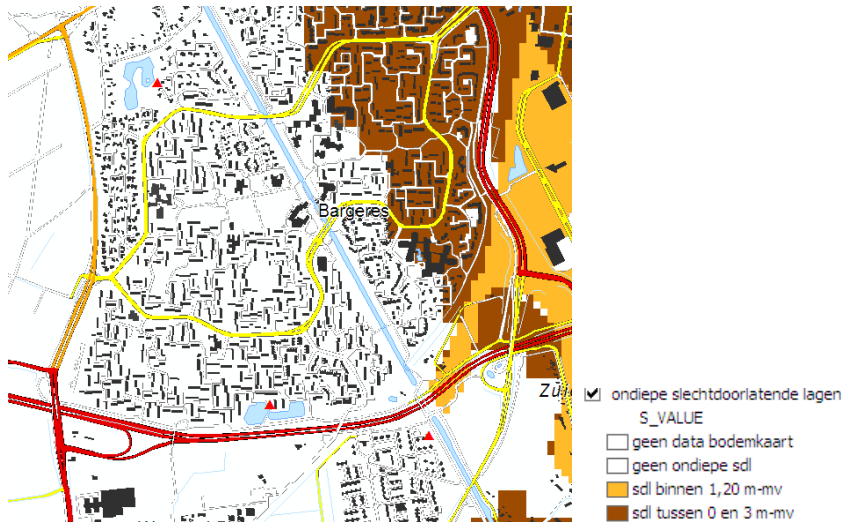 Bargeres
ondiepe slechtdoorlatende lagen
S_VALUE
geen data bodemkaart
geen ondiepe sdl
sdl binnen 1,20 m-mv
sdl tussen 0 en 3 m-mv